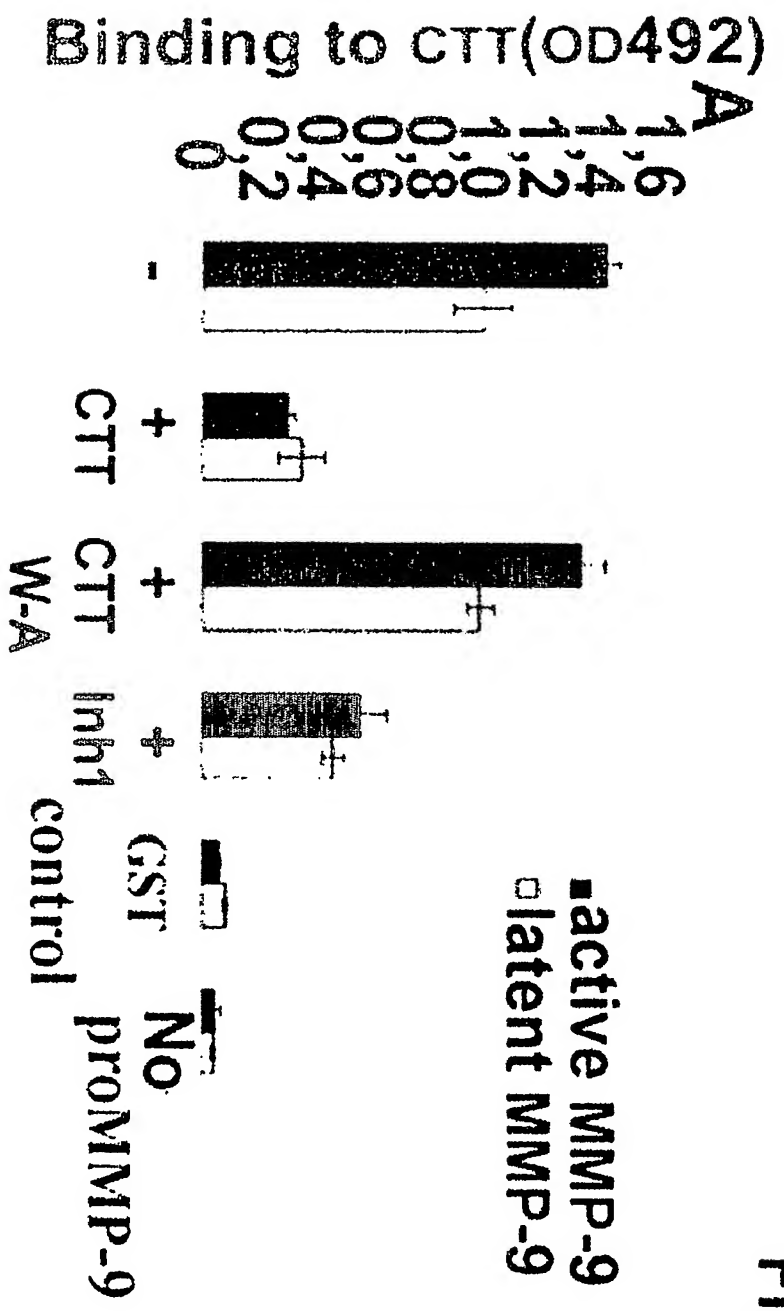 A
Binding to CTT(OD492)
1,6
1,4
1,2
1,0
0,8
0,6
0,4
0,2
0
■active MMP-9
□latent MMP-9
- + + + GST No
CTT CTT Inh1 control proMMP-9
W-A